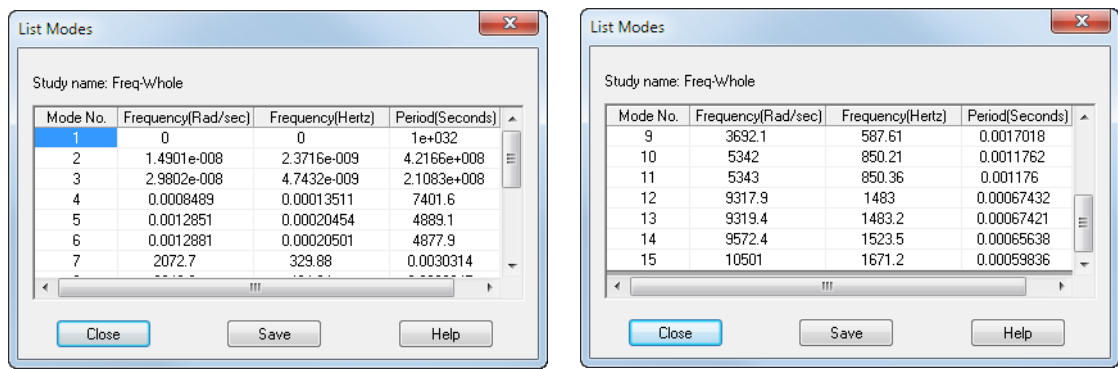 List Modes
Study name: Freq-Whole
Mode No. Frequency(Rad/sec) Frequency(Hertz) Period(Seconds)
1 0 0 1e+032
2 1.4901e-008 2.3716e-009 4.2166e+008
3 2.9802e-008 4.7432e-009 2.1083e+008
4 0.0008489 0.00013511 7401.6
5 0.0012851 0.00020454 4889.1
6 0.0012881 0.00020501 4877.9
7 2072.7 329.88 0.0030314
Close Save Help
List Modes
Study name: Freq-Whole
Mode No. Frequency(Rad/sec) Frequency(Hertz) Period(Seconds)
9 3692.1 587.61 0.0017018
10 5342 850.21 0.0011762
11 5343 850.36 0.001176
12 9317.9 1483 0.00067432
13 9319.4 1483.2 0.00067421
14 9572.4 1523.5 0.00065638
15 10501 1671.2 0.00059836
Close Save Help